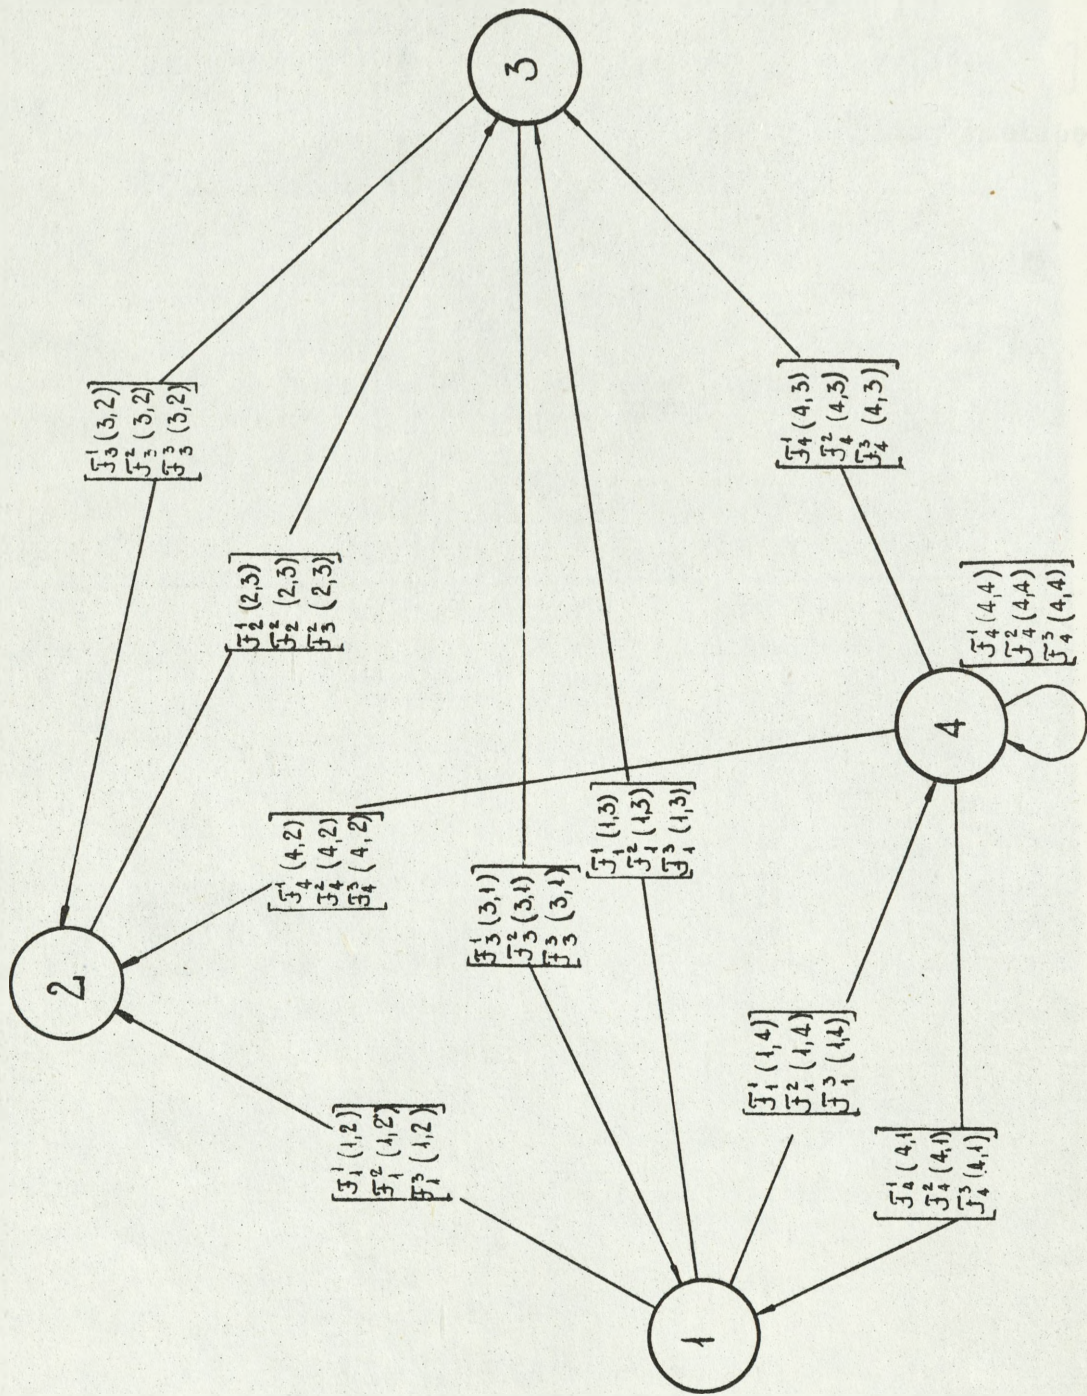 2
[ℱ₃¹ (3,2)]
[ℱ₃² (3,2)]
[ℱ₃³ (3,2)]
[ℱ₂¹ (2,3)]
[ℱ₂² (2,3)]
[ℱ₃² (2,3)]
[ℱ₄¹ (4,2)]
[ℱ₄² (4,2)]
[ℱ₄³ (4,2)]
[ℱ₁¹ (1,2)]
[ℱ₁² (1,2)]
[ℱ₁³ (1,2)]
[ℱ₃¹ (3,1)]
[ℱ₃² (3,1)]
[ℱ₃³ (3,1)]
3
[ℱ₁¹ (1,3)]
[ℱ₁² (1,3)]
[ℱ₁³ (1,3)]
1
[ℱ₁¹ (1,4)]
[ℱ₁² (1,4)]
[ℱ₁³ (1,4)]
[ℱ₄¹ (4,3)]
[ℱ₄² (4,3)]
[ℱ₄³ (4,3)]
[ℱ₄¹ (4,1]
[ℱ₄² (4,1)]
[ℱ₄³ (4,1)]
4
[ℱ₄¹ (4,4)]
[ℱ₄² (4,4)]
[ℱ₄³ (4,4)]